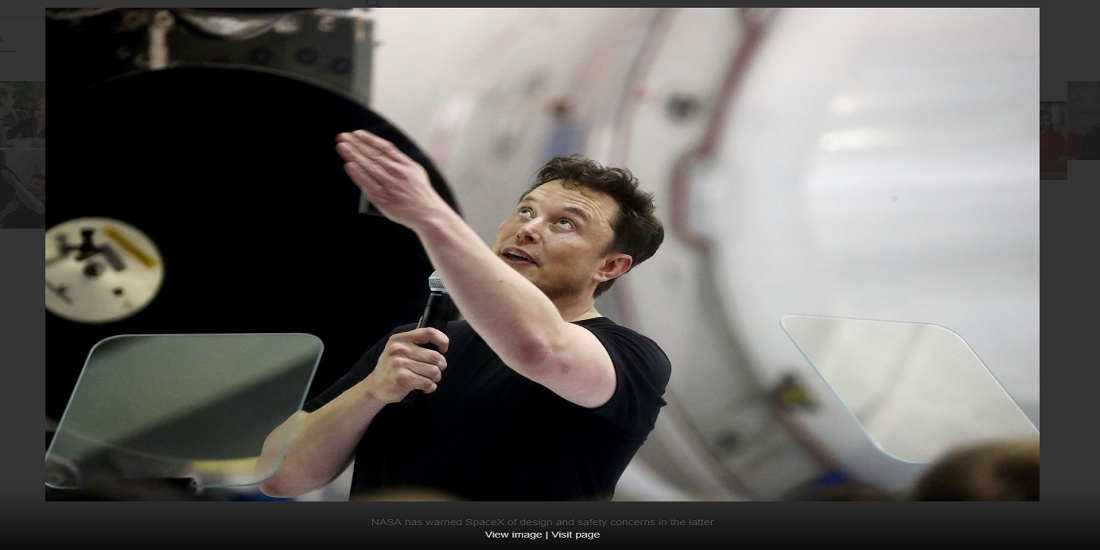 NASA has warned SpaceX of design and safety concerns in the latter
View image | Visit page